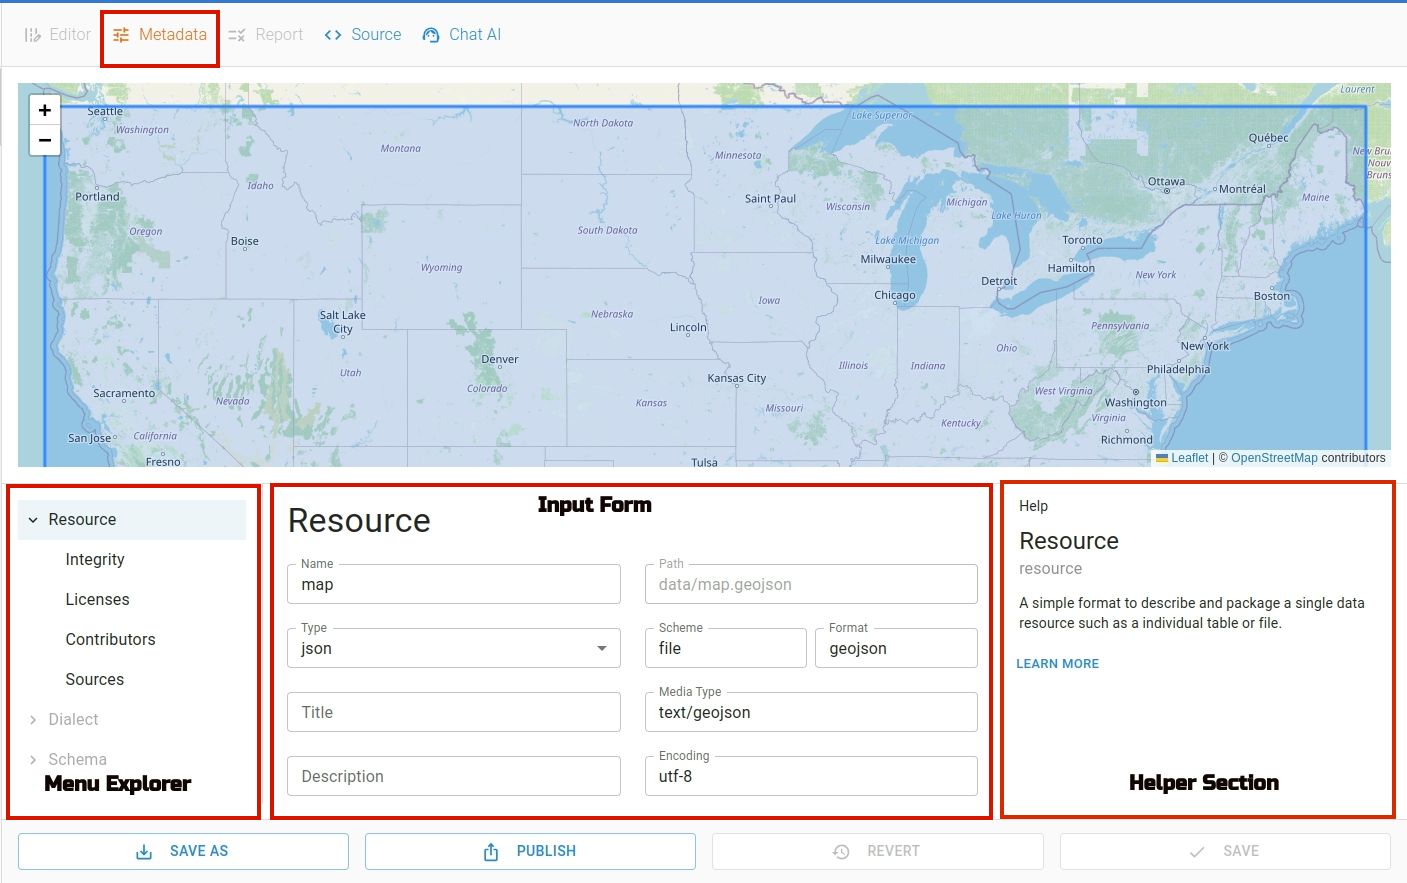 Editor
Metadata
Report
Source
Chat AI
+
−
Seattle
Washington
Montana
North Dakota
Minnesota
Lake Superior
Laurent
Québec
New Bru
Nouv
Bruns
Portland
Idaho
Saint Paul
Wisconsin
Michigan
Ottawa
Montréal
Maine
Oregon
Boise
South Dakota
Lake Huron
Lake Michigan
Toronto
Milwaukee
Hamilton
Wyoming
Detroit
New York
Chicago
Iowa
Boston
Salt Lake
City
Nebraska
Lincoln
Pennsylvania
New York
Ohio
Denver
Utah
Colorado
Kansas City
Illinois
Indiana
Philadelphia
Sacramento
Nevada
Kansas
Missouri
West Virginia
Washington
Virginia
Kentucky
San Jose
California
Richmond
Fresno
Tulsa
Leaflet | © OpenStreetMap contributors
Resource
Integrity
Licenses
Contributors
Sources
Dialect
Schema
Menu Explorer
Input Form
Resource
Name
map
Path
data/map.geojson
Type
json
Scheme
file
Format
geojson
Title
Media Type
text/geojson
Description
Encoding
utf-8
Help
Resource
resource
A simple format to describe and package a single data
resource such as a individual table or file.
LEARN MORE
Helper Section
SAVE AS
PUBLISH
REVERT
SAVE